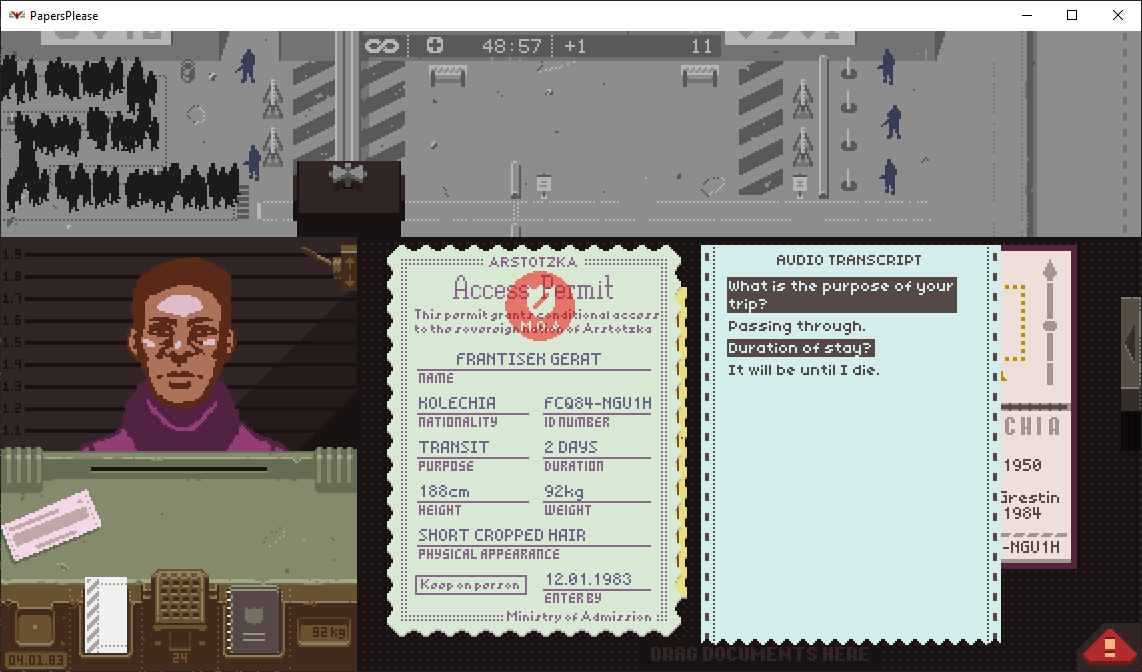 PapersPlease
48:57
+1
11
1.9
1.8
1.7
1.6
1.5
1.4
1.3
1.2
1.1
92kg
04.01.83
24
ARSTOTZKA
Access Permit
This permit grants conditional access
to the sovereign nation of Arstotzka
M.O.A
FRANTISEK GERAT
NAME
KOLECHIA
FCQ84-NGU1H
NATIONALITY
ID NUMBER
TRANSIT
2 DAYS
PURPOSE
DURATION
188cm
92kg
HEIGHT
WEIGHT
SHORT CROPPED HAIR
PHYSICAL APPEARANCE
Keep on person
12.01.1983
ENTER BY
Ministry of Admission
AUDIO TRANSCRIPT
What is the purpose of your
trip?
Passing through.
Duration of stay?
It will be until I die.
CHIA
1950
Grestin
1984
-NGU1H
DRAG DOCUMENTS HERE